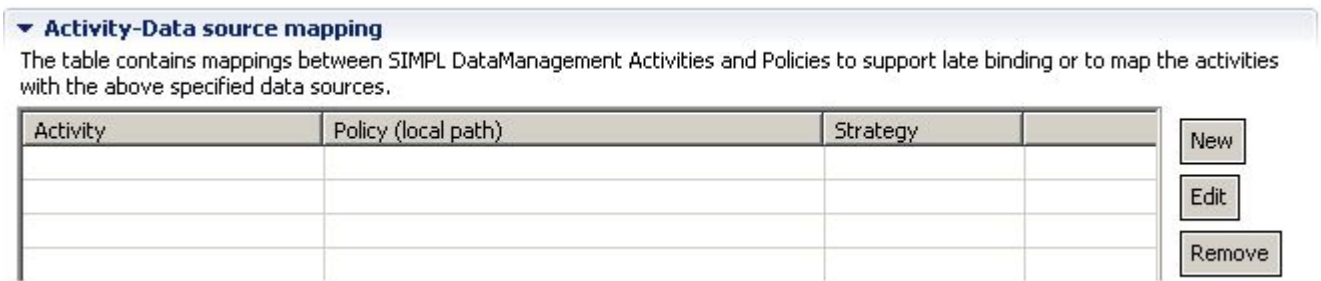 Activity-Data source mapping
The table contains mappings between SIMPL DataManagement Activities and Policies to support late binding or to map the activities
with the above specified data sources.
Activity Policy (local path) Strategy
New
Edit
Remove